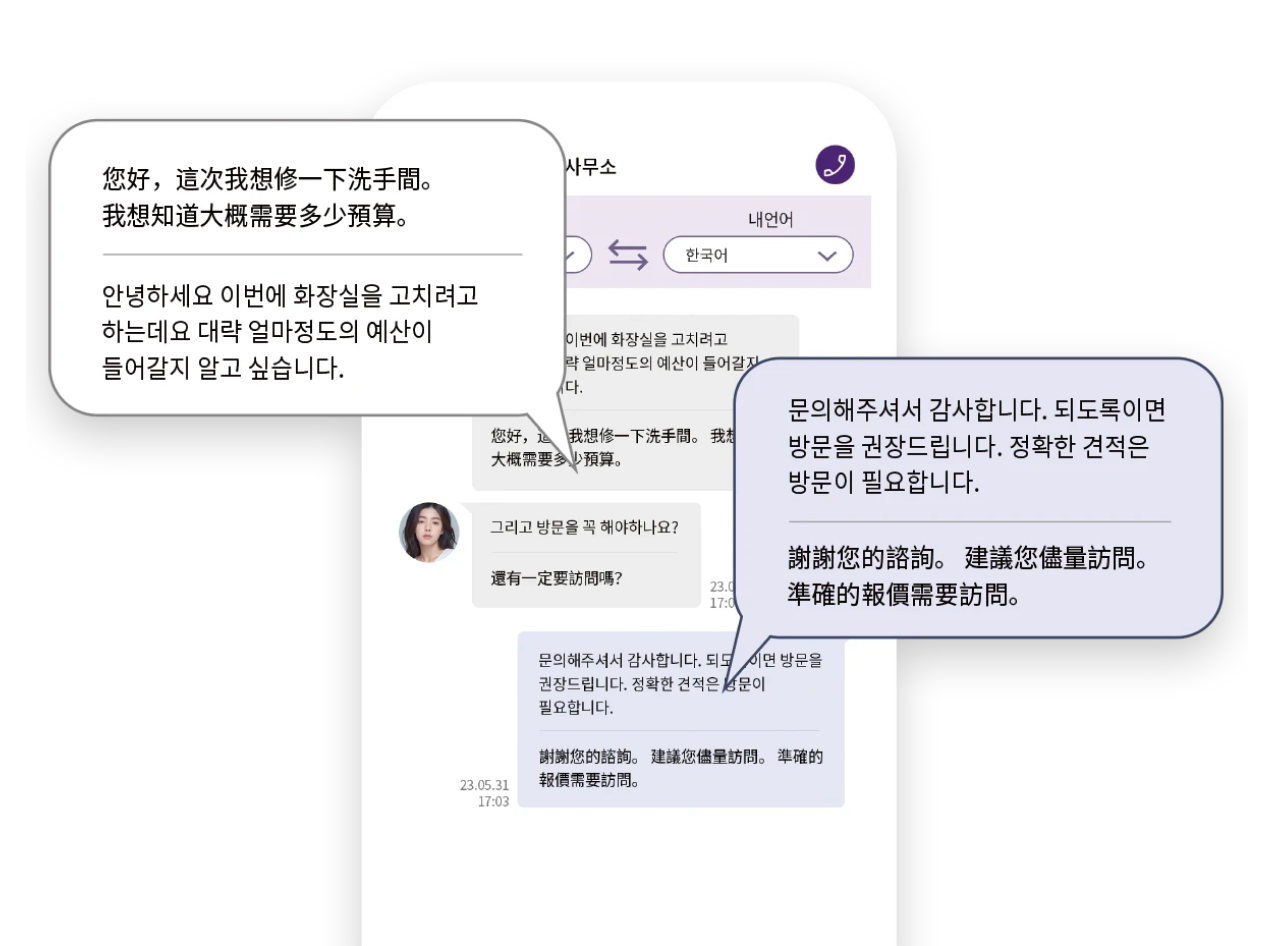 您好，這次我想修一下洗手間。
我想知道大概需要多少預算。
안녕하세요 이번에 화장실을 고치려고
하는데요 대략 얼마정도의 예산이
들어갈지 알고 싶습니다.
사무소
내언어
한국어
이번에 화장실을 고치려고
략 얼마정도의 예산이 들어갈지
다.
您好，這 我想修一下洗手間。 我想
大概需要多少預算。
그리고 방문을 꼭 해야하나요?
還有一定要訪問嗎?
23.0
17:0
문의해주셔서 감사합니다. 되도록이면
방문을 권장드립니다. 정확한 견적은
방문이 필요합니다.
謝謝您的諮詢。 建議您儘量訪問。
準確的報價需要訪問。
문의해주셔서 감사합니다. 되도록이면 방문을
권장드립니다. 정확한 견적은 방문이
필요합니다.
謝謝您的諮詢。 建議您儘量訪問。 準確的
報價需要訪問。
23.05.31
17:03